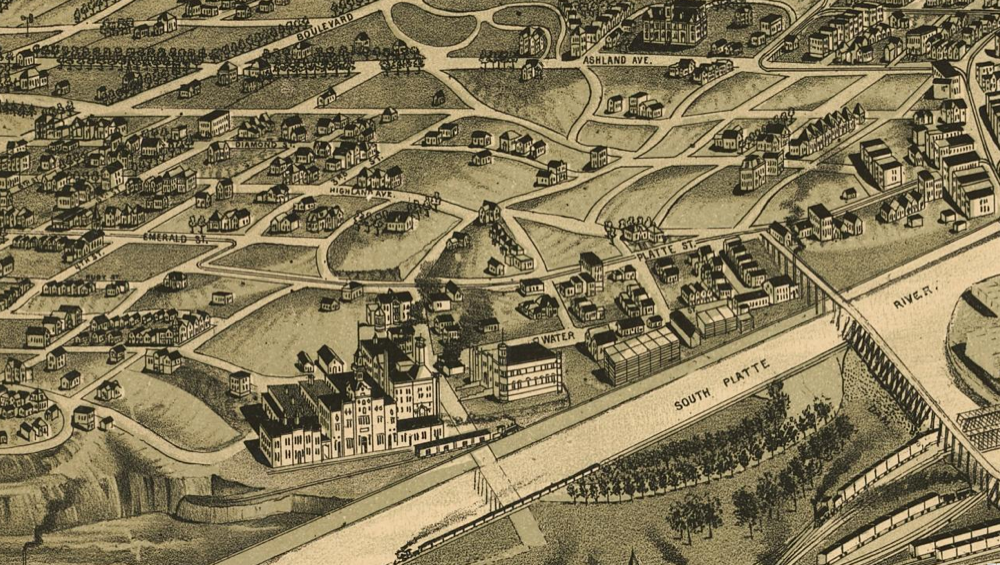 BOULEVARD
ASHLAND AVE.
DIAMOND
HIGHLAND AVE
EMERALD ST.
RUBY ST.
PLATTE ST.
WATER
RIVER.
SOUTH PLATTE